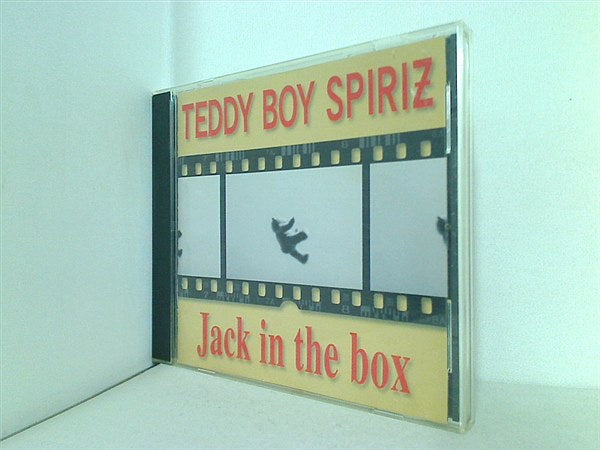 TEDDY BOY SPIRIZ
Jack in the box